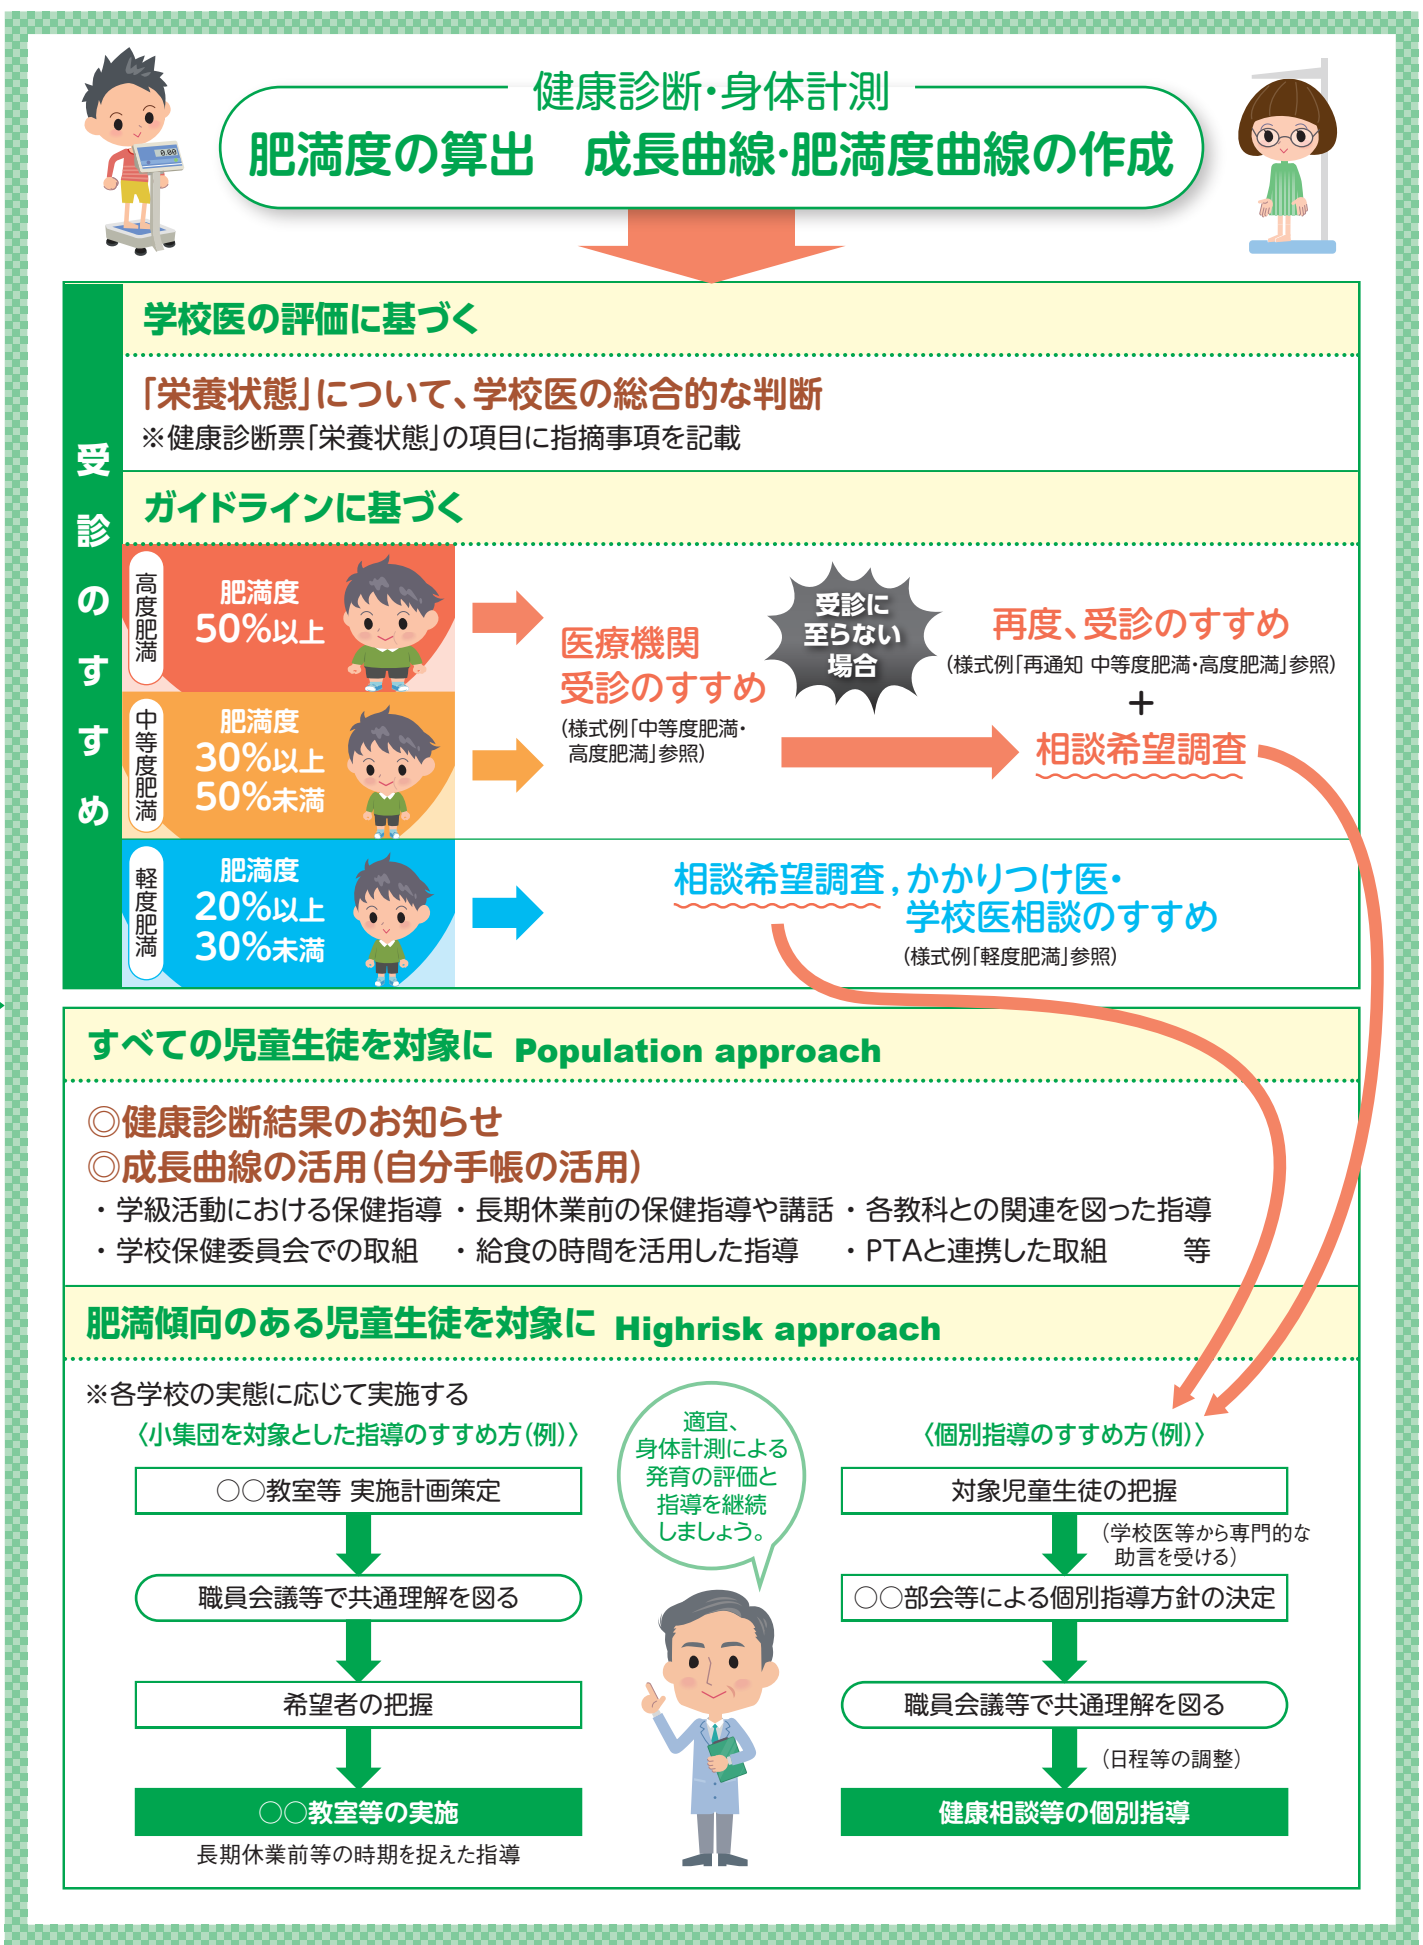 健康診断・身体計測
肥満度の算出　成長曲線・肥満度曲線の作成
0.00
受診のすすめ
学校医の評価に基づく
「栄養状態」について、学校医の総合的な判断
※健康診断票「栄養状態」の項目に指摘事項を記載
ガイドラインに基づく
高度肥満
肥満度
50%以上
中等度肥満
肥満度
30%以上
50%未満
医療機関
受診のすすめ
(様式例「中等度肥満・
高度肥満」参照)
受診に
至らない
場合
再度、受診のすすめ
(様式例「再通知 中等度肥満・高度肥満」参照)
+
相談希望調査
軽度肥満
肥満度
20%以上
30%未満
相談希望調査，かかりつけ医・
学校医相談のすすめ
(様式例「軽度肥満」参照)
すべての児童生徒を対象に Population approach
◎健康診断結果のお知らせ
◎成長曲線の活用(自分手帳の活用)
・学級活動における保健指導 ・長期休業前の保健指導や講話 ・各教科との関連を図った指導
・学校保健委員会での取組 ・給食の時間を活用した指導 ・PTAと連携した取組 等
肥満傾向のある児童生徒を対象に Highrisk approach
※各学校の実態に応じて実施する
〈小集団を対象とした指導のすすめ方(例)〉
○○教室等 実施計画策定
職員会議等で共通理解を図る
希望者の把握
○○教室等の実施
長期休業前等の時期を捉えた指導
適宜、
身体計測による
発育の評価と
指導を継続
しましょう。
〈個別指導のすすめ方(例)〉
対象児童生徒の把握
(学校医等から専門的な
助言を受ける)
○○部会等による個別指導方針の決定
職員会議等で共通理解を図る
(日程等の調整)
健康相談等の個別指導